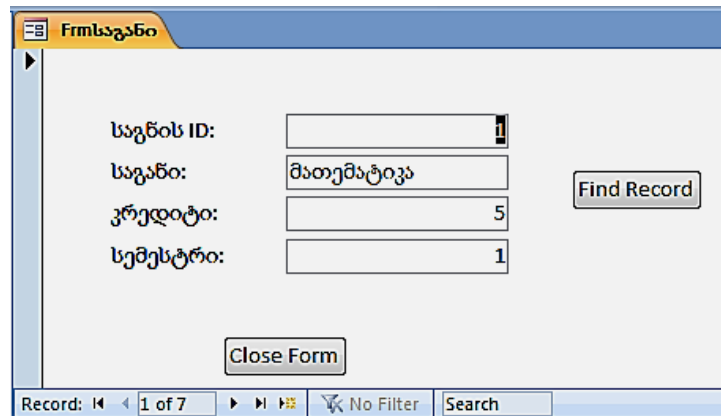 Frmსაგანი
საგნის ID: 1
საგანი: მათემატიკა
Find Record
კრედიტი: 5
სემესტრი: 1
Close Form
Record: 1 of 7 No Filter Search